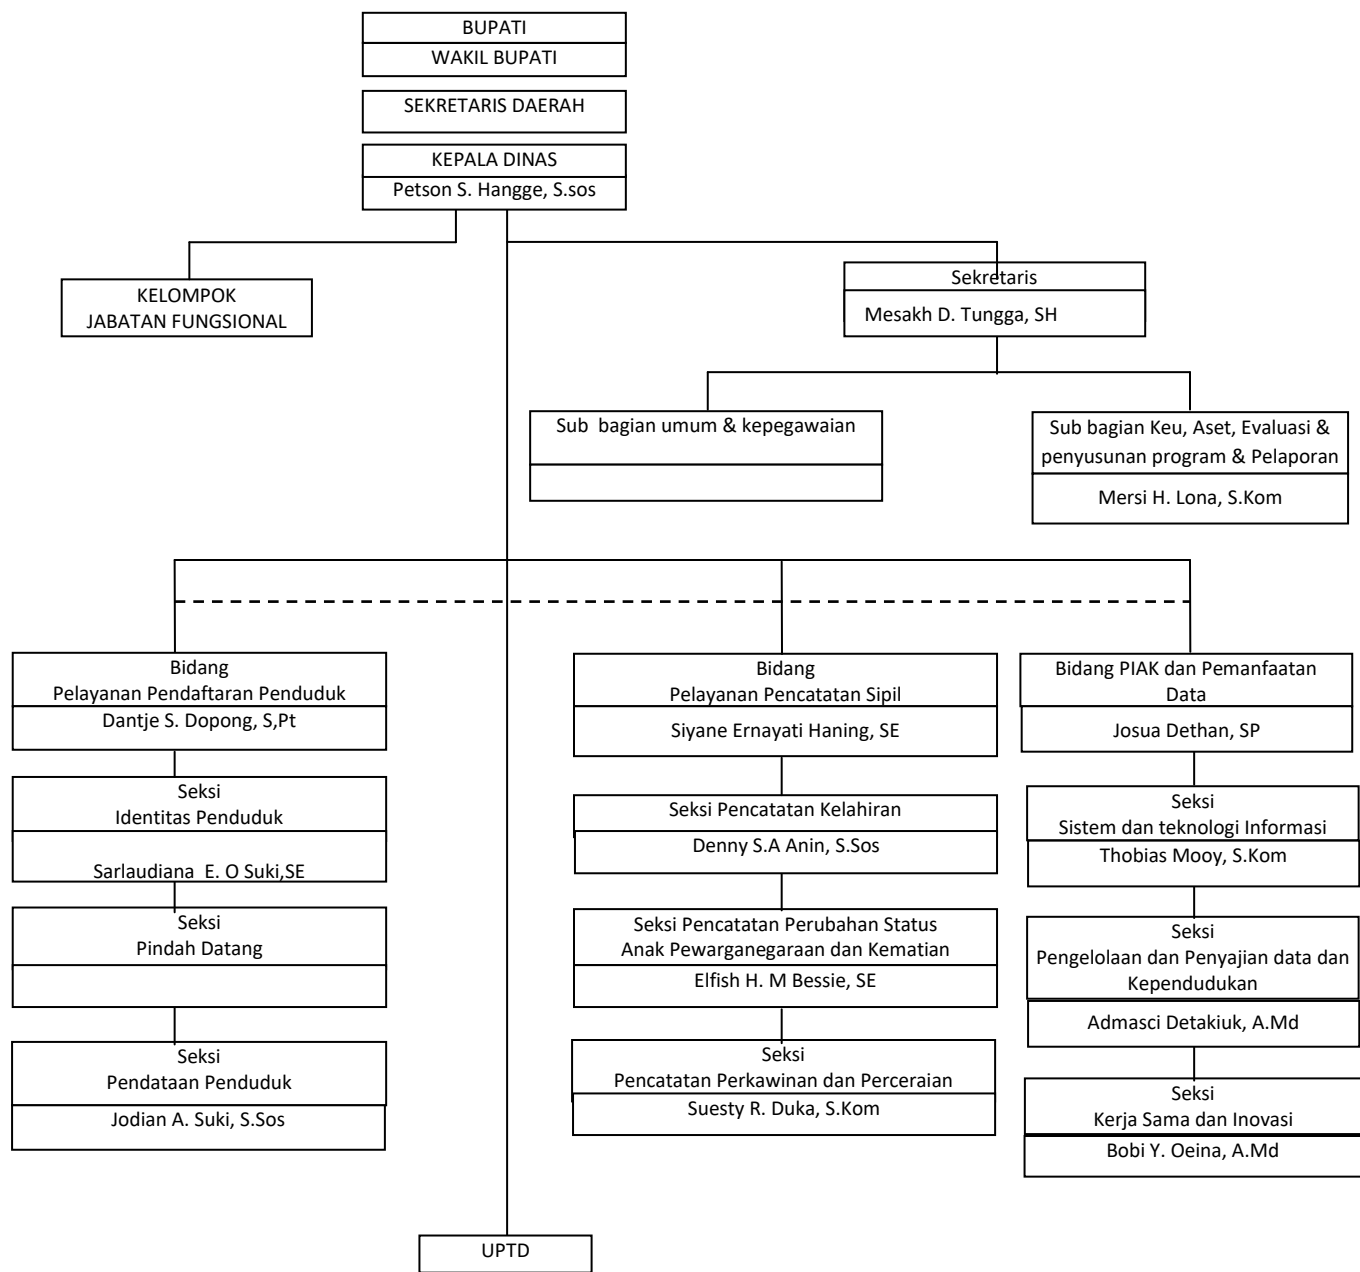 BUPATI
WAKIL BUPATI
SEKRETARIS DAERAH
KEPALA DINAS
Petson S. Hangge, S.sos
KELOMPOK
JABATAN FUNGSIONAL
Sekretaris
Mesakh D. Tungga, SH
Sub bagian umum & kepegawaian
Sub bagian Keu, Aset, Evaluasi &
penyusunan program & Pelaporan
Mersi H. Lona, S.Kom
Bidang
Pelayanan Pendaftaran Penduduk
Dantje S. Dopong, S,Pt
Seksi
Identitas Penduduk
Sarlaudiana E. O Suki,SE
Seksi
Pindah Datang
Seksi
Pendataan Penduduk
Jodian A. Suki, S.Sos
Bidang
Pelayanan Pencatatan Sipil
Siyane Ernayati Haning, SE
Seksi Pencatatan Kelahiran
Denny S.A Anin, S.Sos
Seksi Pencatatan Perubahan Status
Anak Pewarganegaraan dan Kematian
Elfish H. M Bessie, SE
Seksi
Pencatatan Perkawinan dan Perceraian
Suesty R. Duka, S.Kom
Bidang PIAK dan Pemanfaatan
Data
Josua Dethan, SP
Seksi
Sistem dan teknologi Informasi
Thobias Mooy, S.Kom
Seksi
Pengelolaan dan Penyajian data dan
Kependudukan
Admasci Detakiuk, A.Md
Seksi
Kerja Sama dan Inovasi
Bobi Y. Oeina, A.Md
UPTD